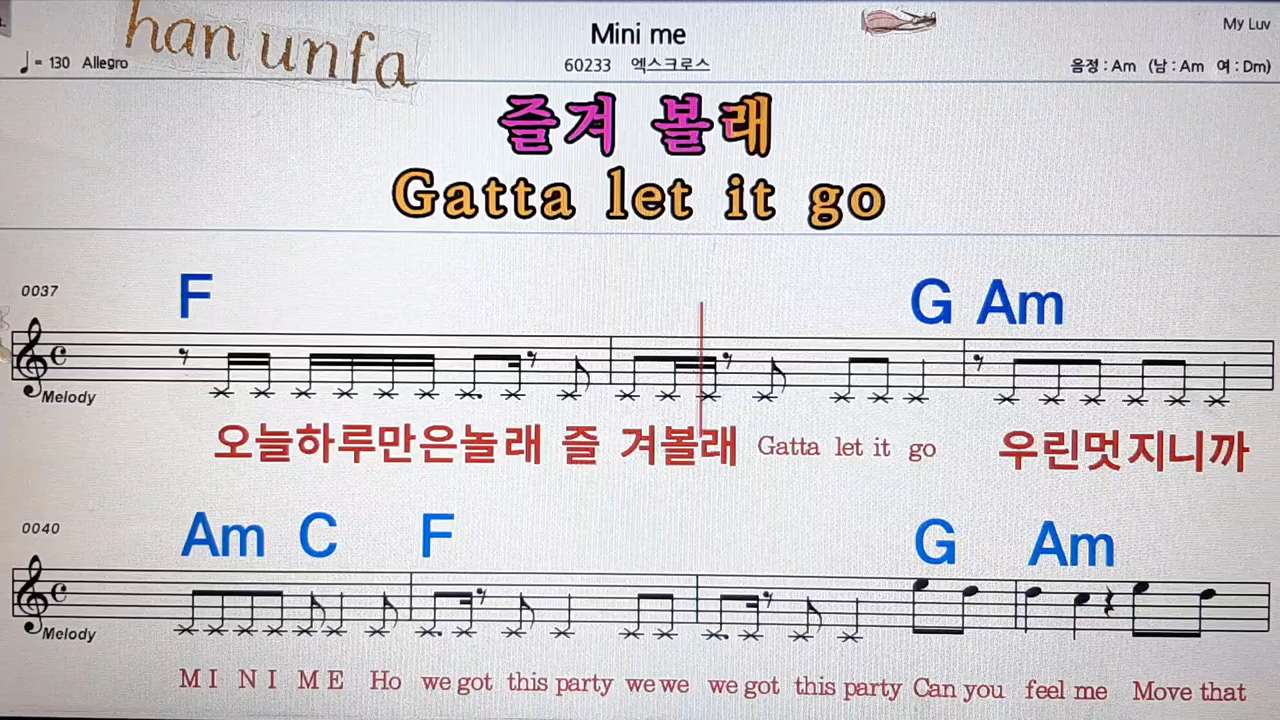 han unfa
Mini me
My Luv
♩ = 130 Allegro
60233 엑스크로스
음정 : Am (남 : Am 여 : Dm)
즐겨 볼래
Gatta let it go
0037
F G Am
Melody
오늘하루만은놀래 즐 겨볼래 Gatta let it go 우린멋지니까
0040
Am C F G Am
Melody
M I N I M E Ho we got this party we we we got this party Can you feel me Move that